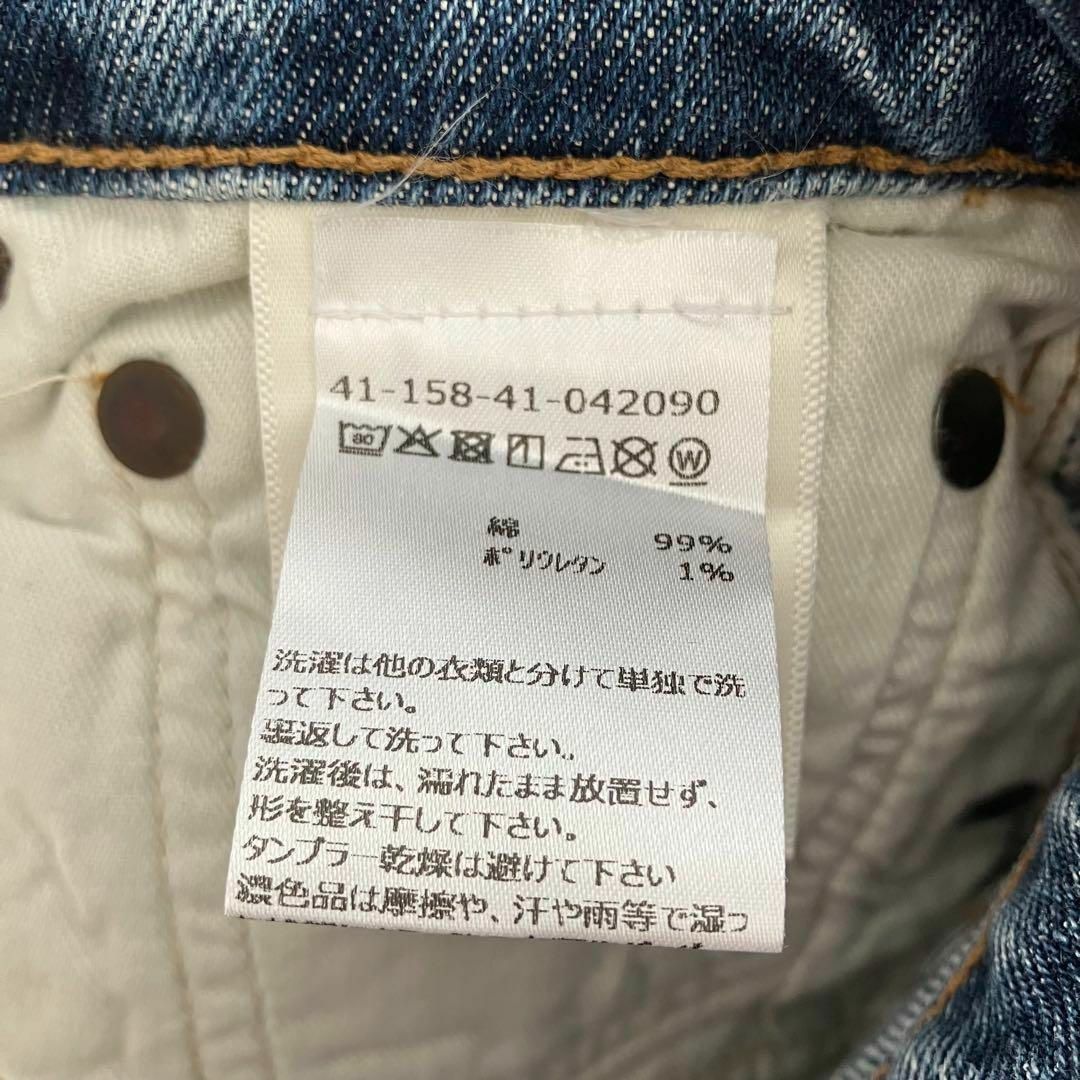 41-158-41-042090
30 W
綿 99%
ポリウレタン 1%
洗濯は他の衣類と分けて単独で洗
って下さい。
裏返して洗って下さい。
洗濯後は、濡れたまま放置せず、
形を整え干して下さい。
タンブラー乾燥は避けて下さい
濃色品は摩擦や、汗や雨等で湿っ